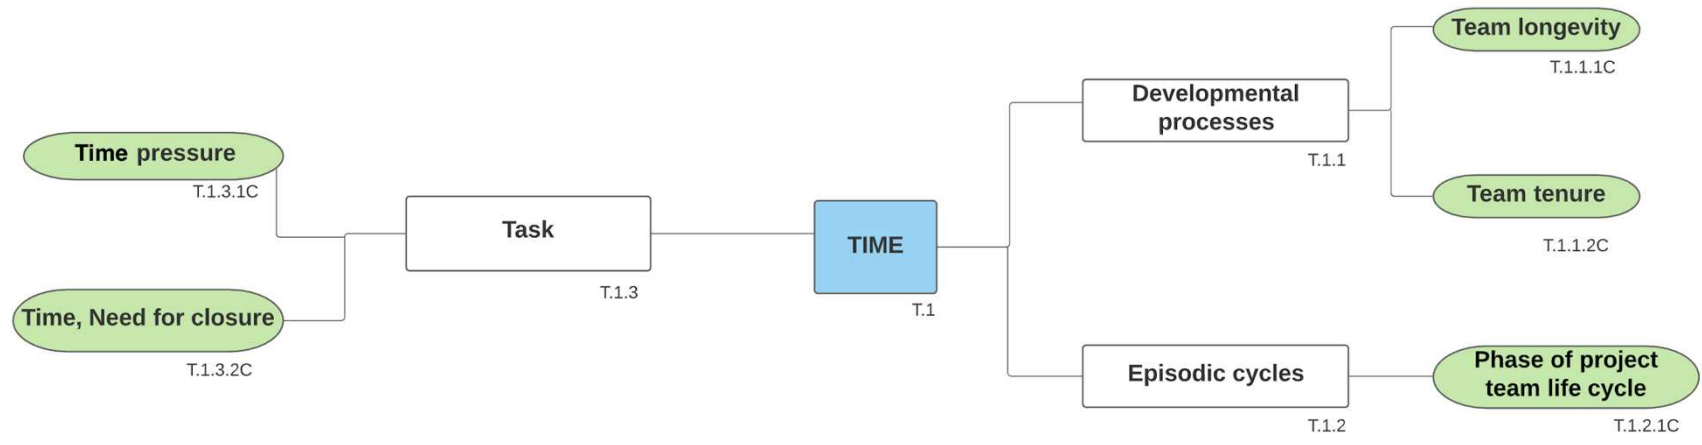 Team longevity
T.1.1.1C
Developmental
processes
T.1.1
Time pressure
T.1.3.1C
Team tenure
T.1.1.2C
Task
T.1.3
TIME
T.1
Time, Need for closure
T.1.3.2C
Episodic cycles
T.1.2
Phase of project
team life cycle
T.1.2.1C